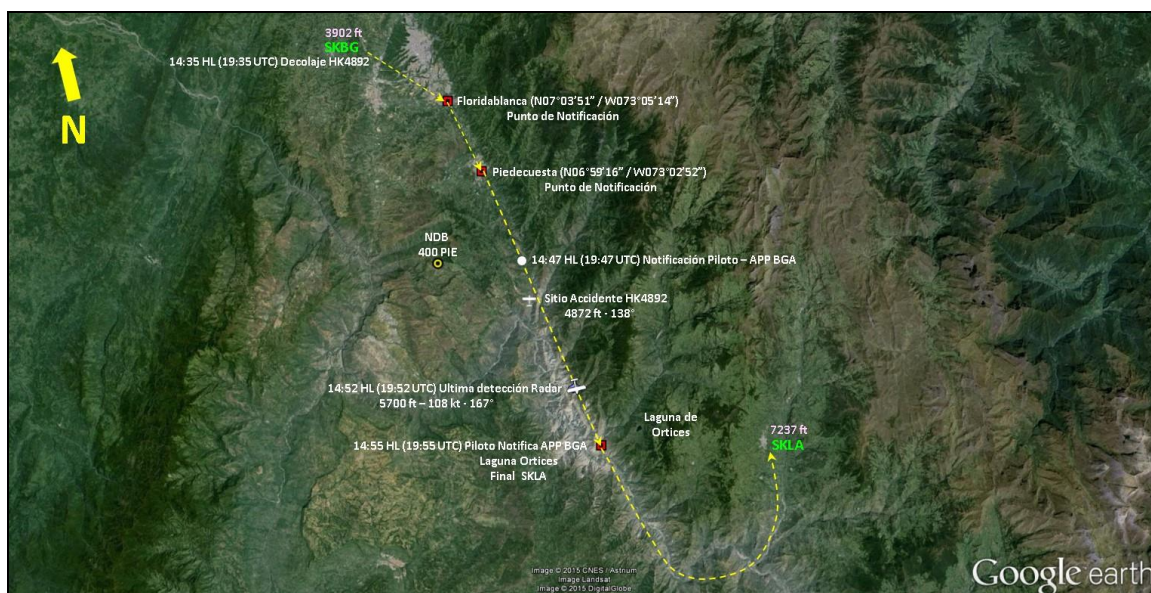 3902 ft
SKBG
14:35 HL (19:35 UTC) Decolaje HK4892
N
Floridablanca (N07°03'51" / W073°05'14")
Punto de Notificación
Piedecuesta (N06°59'16" / W073°02'52")
Punto de Notificación
NDB
400 PIE
14:47 HL (19:47 UTC) Notificación Piloto – APP BGA
Sitio Accidente HK4892
4872 ft - 138°
14:52 HL (19:52 UTC) Ultima detección Radar
5700 ft – 108 kt - 167°
Laguna de
Ortices
7237 ft
SKLA
14:55 HL (19:55 UTC) Piloto Notifica APP BGA
Laguna Ortices
Final SKLA
Image © 2015 CNES / Astrium
Image Landsat
Image © 2015 DigitalGlobe
Google earth